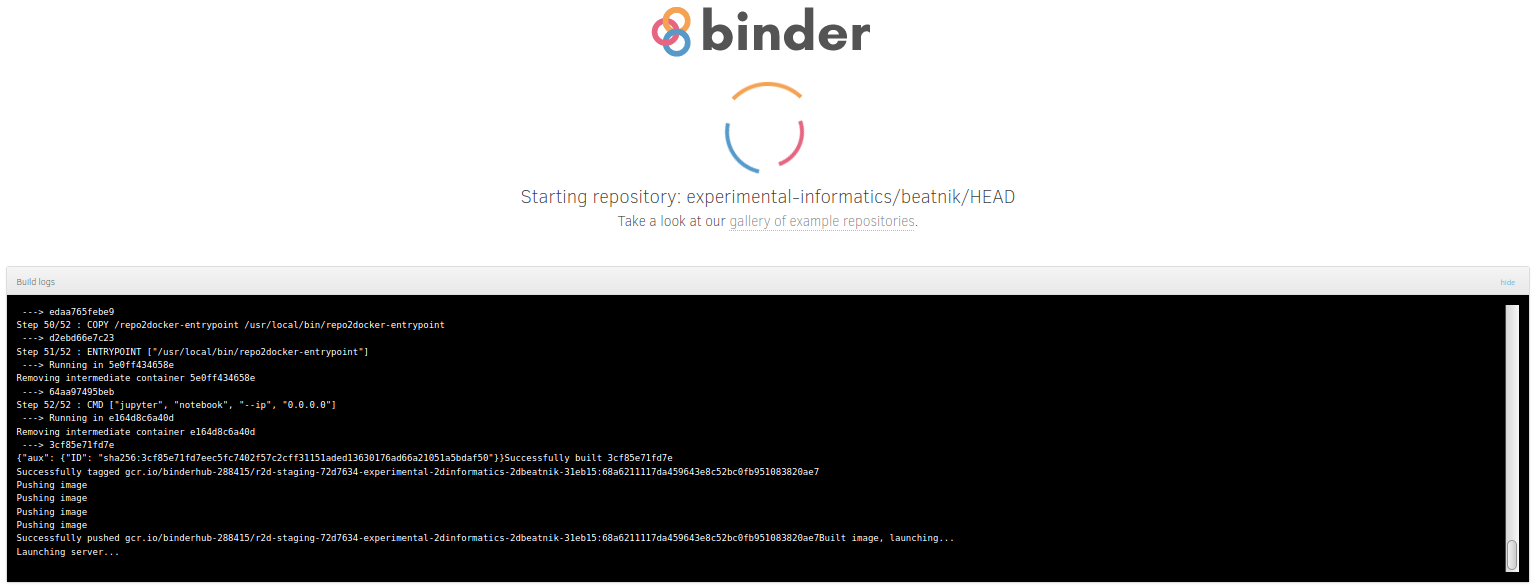 binder
Starting repository: experimental-informatics/beatnik/HEAD
Take a look at our gallery of example repositories.
Build logs
hide
---> edaa765febe9
Step 50/52 : COPY /repo2docker-entrypoint /usr/local/bin/repo2docker-entrypoint
---> d2ebd66e7c23
Step 51/52 : ENTRYPOINT ["/usr/local/bin/repo2docker-entrypoint"]
---> Running in 5e0ff434658e
Removing intermediate container 5e0ff434658e
---> 64aa97495beb
Step 52/52 : CMD ["jupyter", "notebook", "--ip", "0.0.0.0"]
---> Running in e164d8c6a40d
Removing intermediate container e164d8c6a40d
---> 3cf85e71fd7e
{"aux": {"ID": "sha256:3cf85e71fd7eec5fc7402f57c2cff31151aded13630176ad66a21051a5bdaf50"}}Successfully built 3cf85e71fd7e
Successfully tagged gcr.io/binderhub-288415/r2d-staging-72d7634-experimental-2dinformatics-2dbeatnik-31eb15:68a6211117da459643e8c52bc0fb951083820ae7
Pushing image
Pushing image
Pushing image
Pushing image
Successfully pushed gcr.io/binderhub-288415/r2d-staging-72d7634-experimental-2dinformatics-2dbeatnik-31eb15:68a6211117da459643e8c52bc0fb951083820ae7Built image, launching...
Launching server...